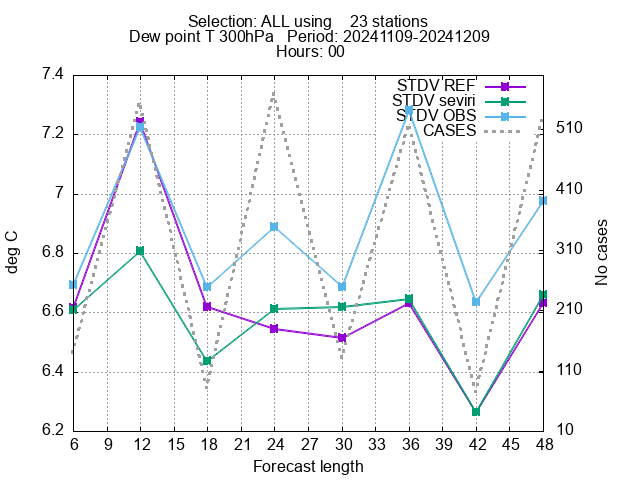 Selection: ALL using 23 stations
Dew point T 300hPa Period: 20241109-20241209
Hours: 00
7.4
7.2
7
6.8
6.6
6.4
6.2
deg C
STDV REF
STDV seviri
STDV OBS
CASES
510
410
310
210
110
10
No cases
6 9 12 15 18 21 24 27 30 33 36 39 42 45 48
Forecast length